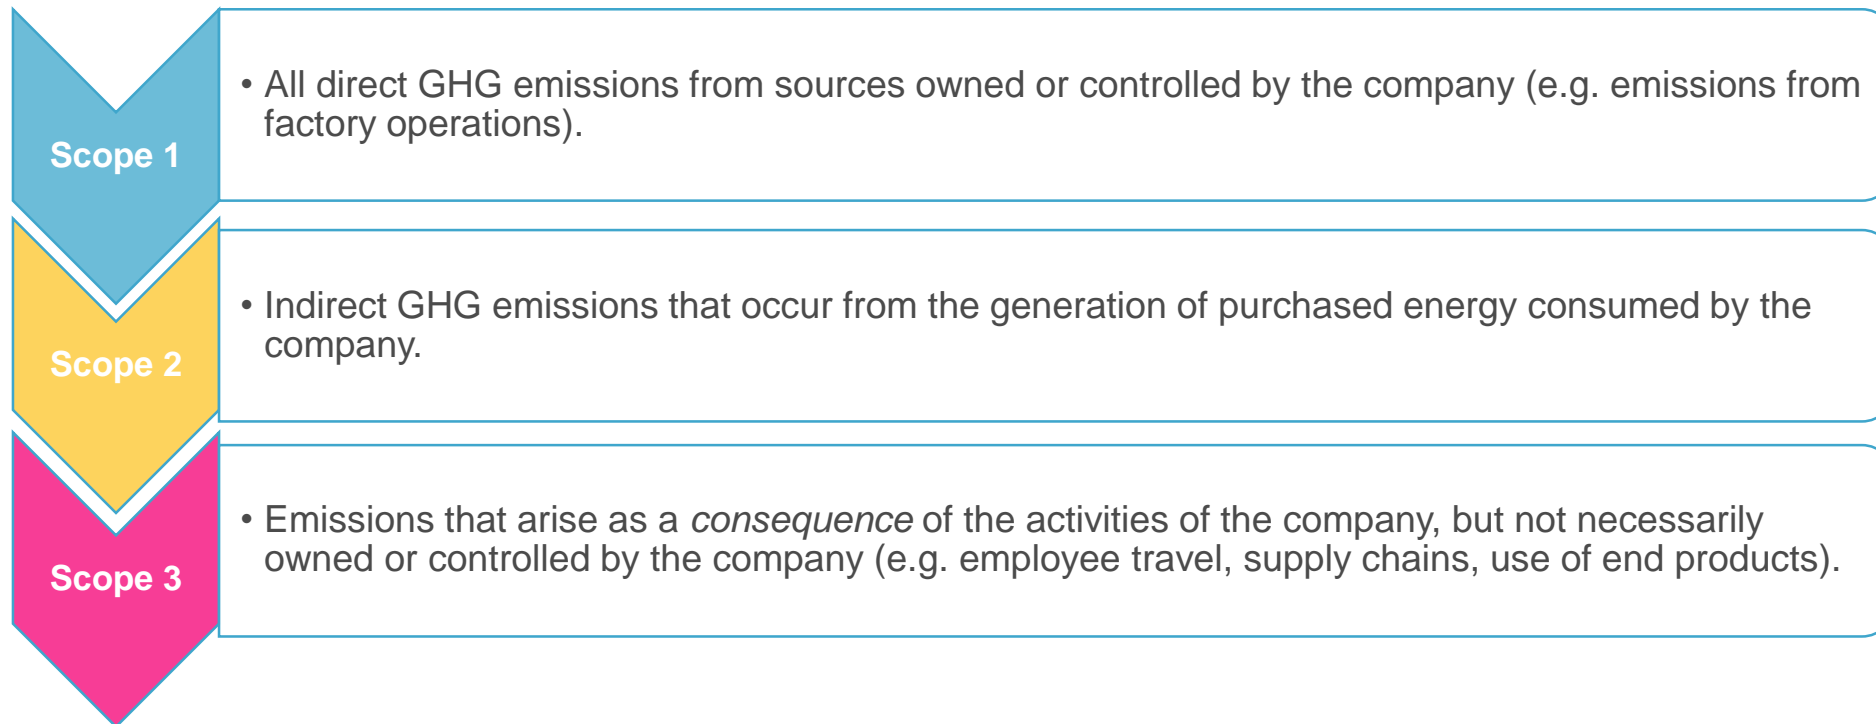 Scope 1
• All direct GHG emissions from sources owned or controlled by the company (e.g. emissions from
factory operations).
Scope 2
• Indirect GHG emissions that occur from the generation of purchased energy consumed by the
company.
Scope 3
• Emissions that arise as a consequence of the activities of the company, but not necessarily
owned or controlled by the company (e.g. employee travel, supply chains, use of end products).